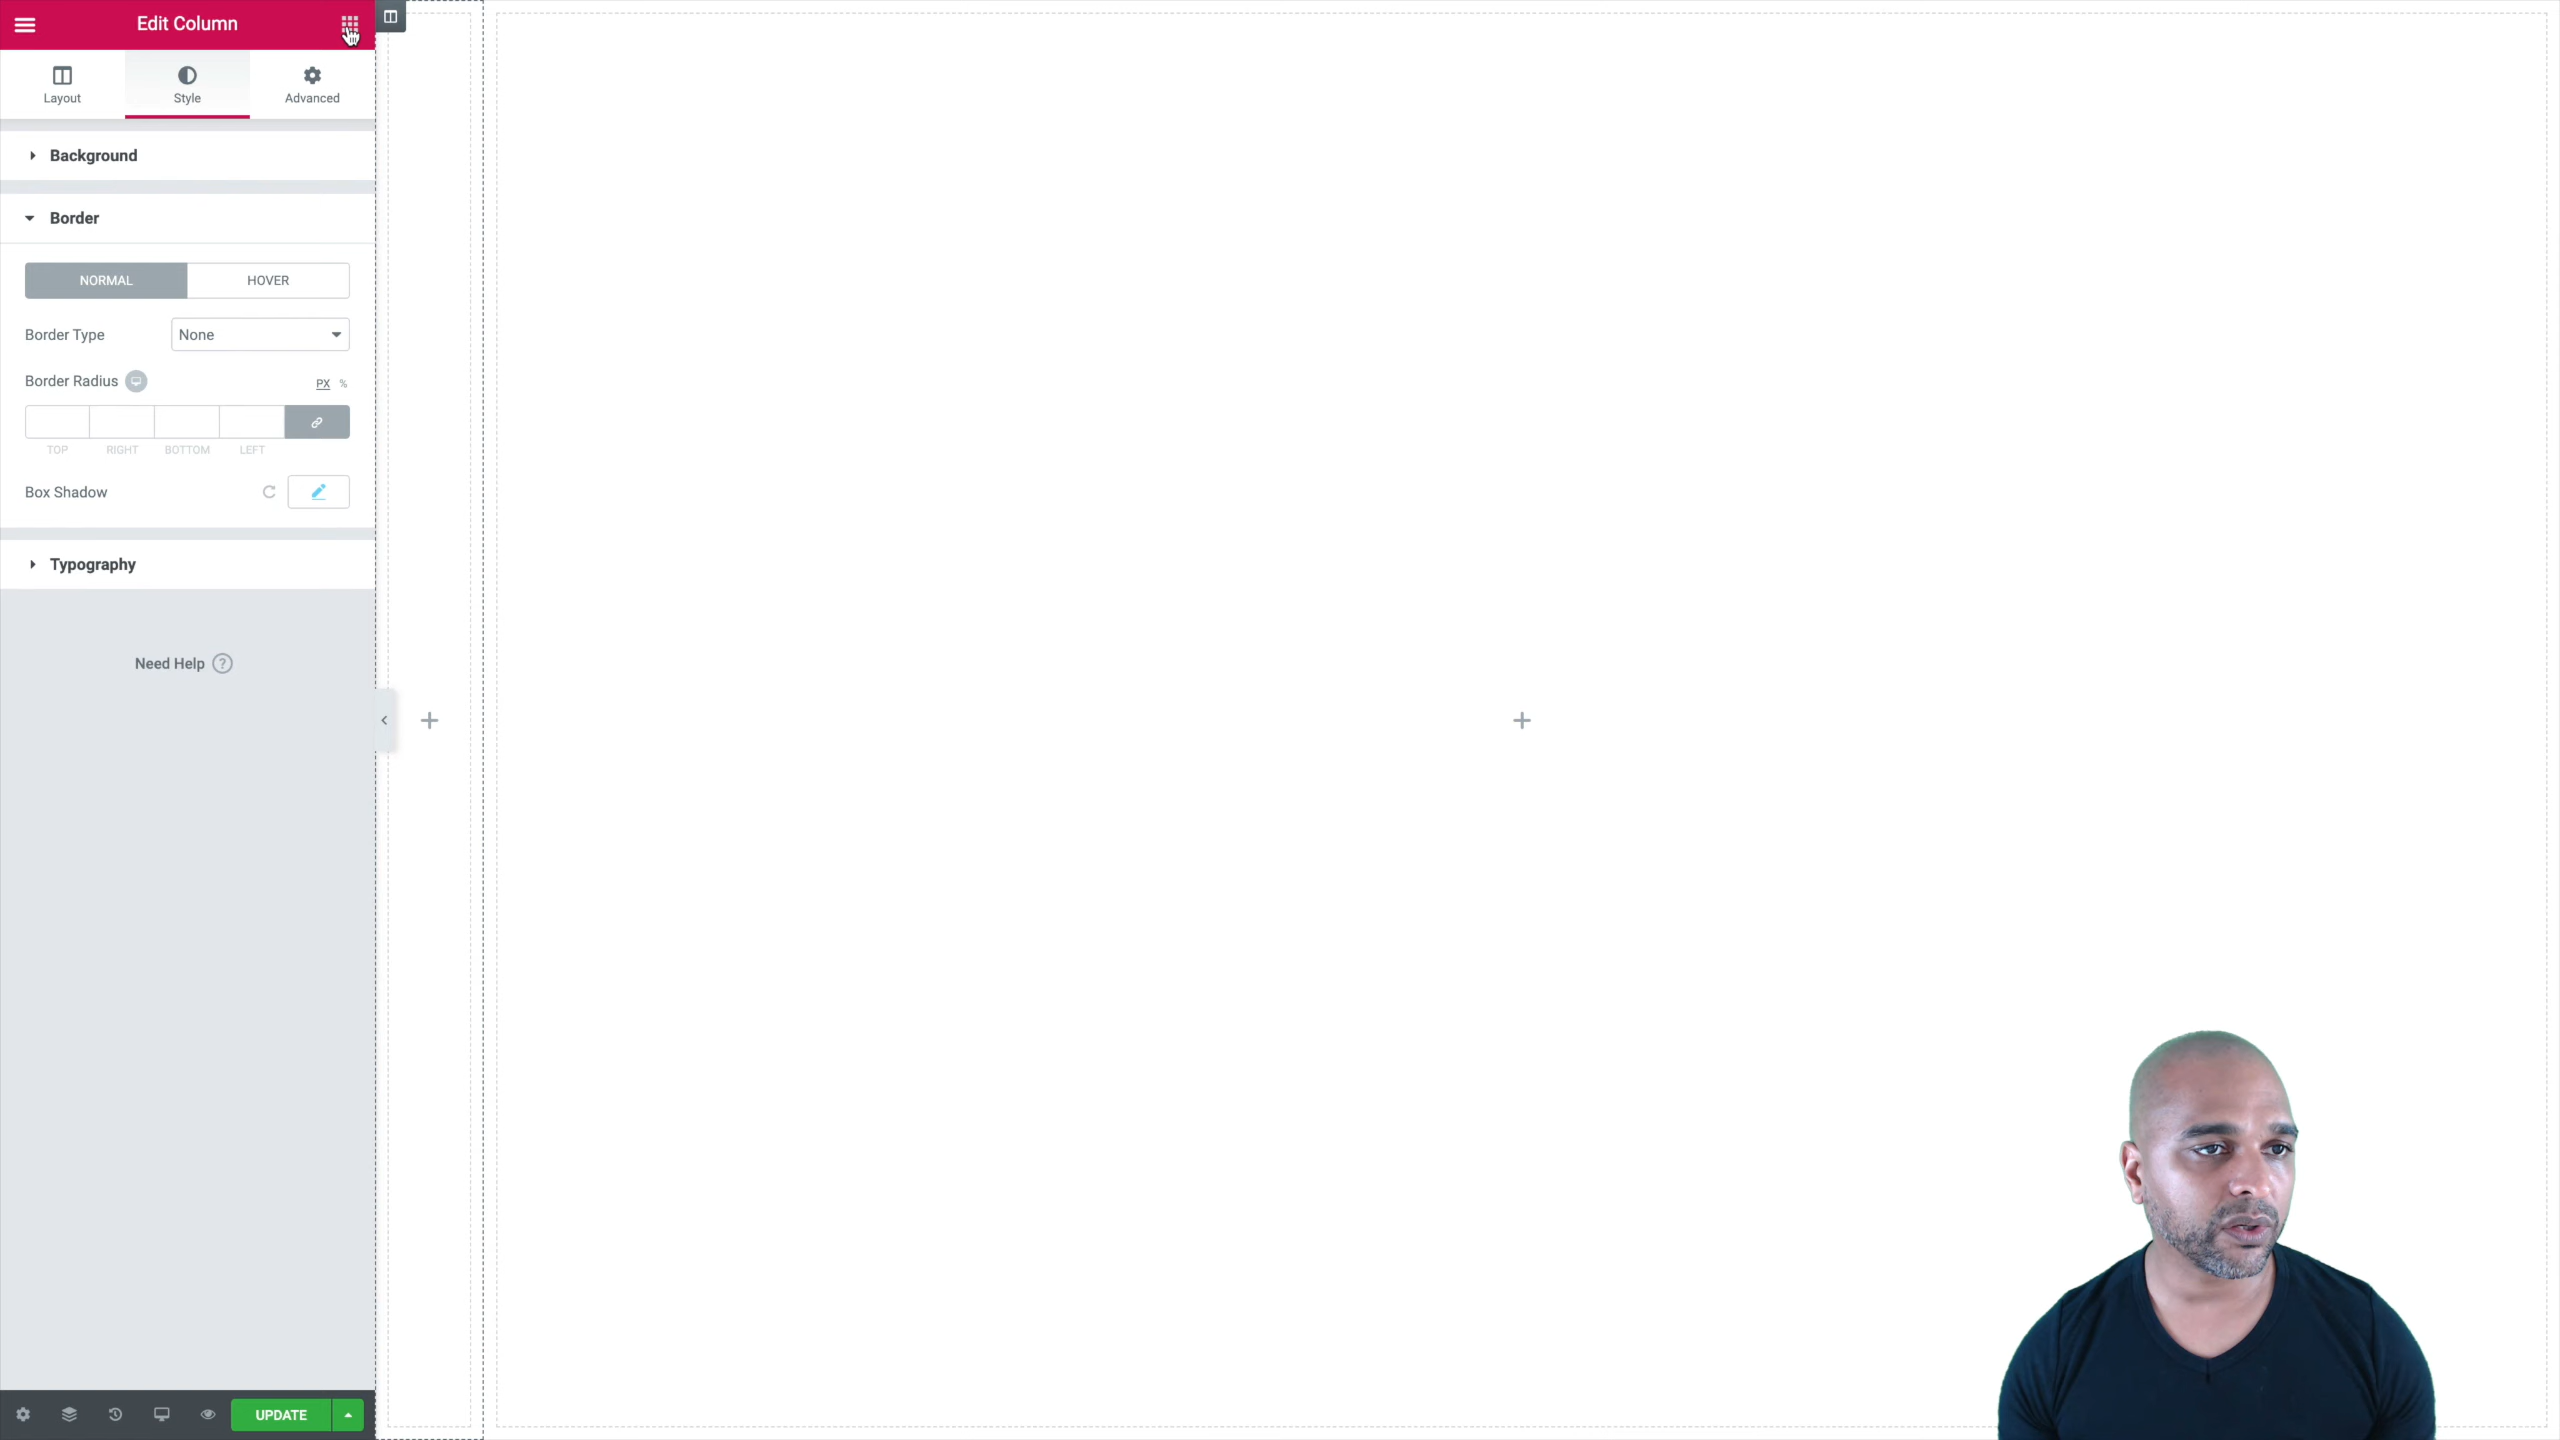 Edit Column
Layout Style Advanced
Background
Border
NORMAL HOVER
Border Type None
Border Radius PX %
TOP RIGHT BOTTOM LEFT
Box Shadow
Typography
Need Help ?
UPDATE